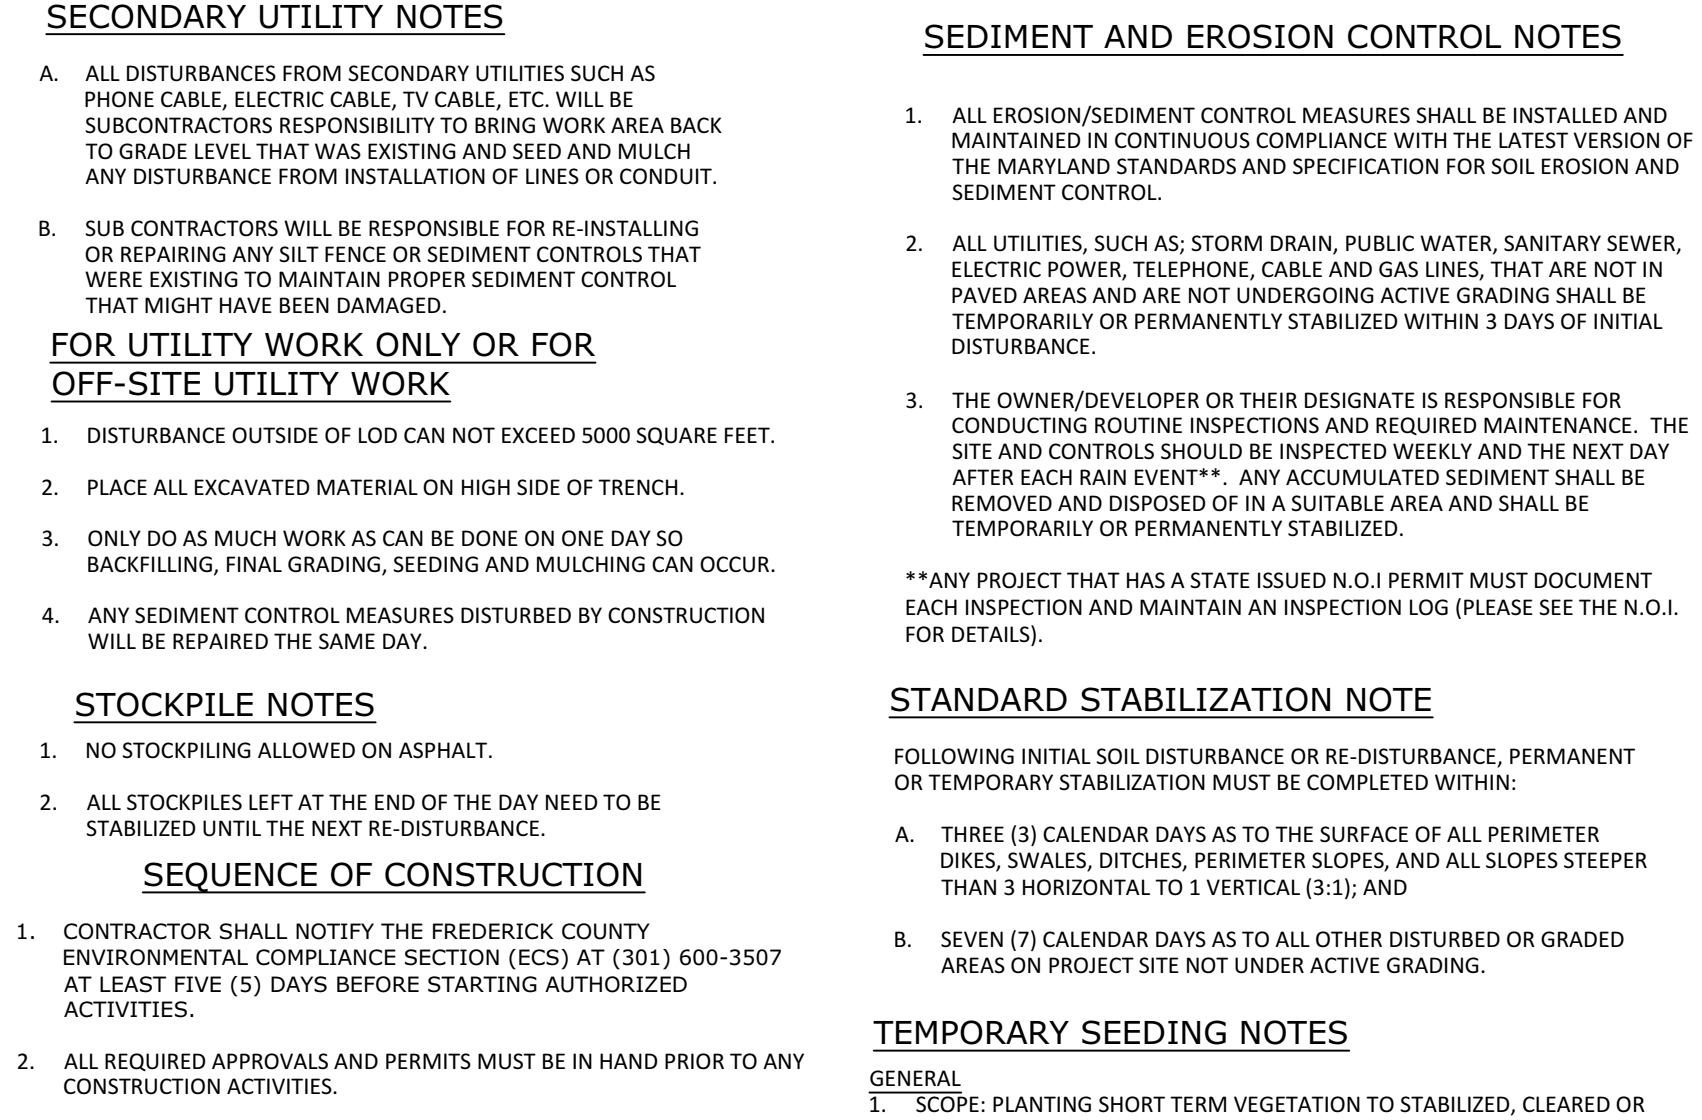 SECONDARY UTILITY NOTES
A. ALL DISTURBANCES FROM SECONDARY UTILITIES SUCH AS
PHONE CABLE, ELECTRIC CABLE, TV CABLE, ETC. WILL BE
SUBCONTRACTORS RESPONSIBILITY TO BRING WORK AREA BACK
TO GRADE LEVEL THAT WAS EXISTING AND SEED AND MULCH
ANY DISTURBANCE FROM INSTALLATION OF LINES OR CONDUIT.
B. SUB CONTRACTORS WILL BE RESPONSIBLE FOR RE-INSTALLING
OR REPAIRING ANY SILT FENCE OR SEDIMENT CONTROLS THAT
WERE EXISTING TO MAINTAIN PROPER SEDIMENT CONTROL
THAT MIGHT HAVE BEEN DAMAGED.
FOR UTILITY WORK ONLY OR FOR
OFF-SITE UTILITY WORK
1. DISTURBANCE OUTSIDE OF LOD CAN NOT EXCEED 5000 SQUARE FEET.
2. PLACE ALL EXCAVATED MATERIAL ON HIGH SIDE OF TRENCH.
3. ONLY DO AS MUCH WORK AS CAN BE DONE ON ONE DAY SO
BACKFILLING, FINAL GRADING, SEEDING AND MULCHING CAN OCCUR.
4. ANY SEDIMENT CONTROL MEASURES DISTURBED BY CONSTRUCTION
WILL BE REPAIRED THE SAME DAY.
STOCKPILE NOTES
1. NO STOCKPILING ALLOWED ON ASPHALT.
2. ALL STOCKPILES LEFT AT THE END OF THE DAY NEED TO BE
STABILIZED UNTIL THE NEXT RE-DISTURBANCE.
SEQUENCE OF CONSTRUCTION
1. CONTRACTOR SHALL NOTIFY THE FREDERICK COUNTY
ENVIRONMENTAL COMPLIANCE SECTION (ECS) AT (301) 600-3507
AT LEAST FIVE (5) DAYS BEFORE STARTING AUTHORIZED
ACTIVITIES.
2. ALL REQUIRED APPROVALS AND PERMITS MUST BE IN HAND PRIOR TO ANY
CONSTRUCTION ACTIVITIES.
SEDIMENT AND EROSION CONTROL NOTES
1. ALL EROSION/SEDIMENT CONTROL MEASURES SHALL BE INSTALLED AND
MAINTAINED IN CONTINUOUS COMPLIANCE WITH THE LATEST VERSION OF
THE MARYLAND STANDARDS AND SPECIFICATION FOR SOIL EROSION AND
SEDIMENT CONTROL.
2. ALL UTILITIES, SUCH AS; STORM DRAIN, PUBLIC WATER, SANITARY SEWER,
ELECTRIC POWER, TELEPHONE, CABLE AND GAS LINES, THAT ARE NOT IN
PAVED AREAS AND ARE NOT UNDERGOING ACTIVE GRADING SHALL BE
TEMPORARILY OR PERMANENTLY STABILIZED WITHIN 3 DAYS OF INITIAL
DISTURBANCE.
3. THE OWNER/DEVELOPER OR THEIR DESIGNATE IS RESPONSIBLE FOR
CONDUCTING ROUTINE INSPECTIONS AND REQUIRED MAINTENANCE. THE
SITE AND CONTROLS SHOULD BE INSPECTED WEEKLY AND THE NEXT DAY
AFTER EACH RAIN EVENT**. ANY ACCUMULATED SEDIMENT SHALL BE
REMOVED AND DISPOSED OF IN A SUITABLE AREA AND SHALL BE
TEMPORARILY OR PERMANENTLY STABILIZED.
**ANY PROJECT THAT HAS A STATE ISSUED N.O.I PERMIT MUST DOCUMENT
EACH INSPECTION AND MAINTAIN AN INSPECTION LOG (PLEASE SEE THE N.O.I.
FOR DETAILS).
STANDARD STABILIZATION NOTE
FOLLOWING INITIAL SOIL DISTURBANCE OR RE-DISTURBANCE, PERMANENT
OR TEMPORARY STABILIZATION MUST BE COMPLETED WITHIN:
A. THREE (3) CALENDAR DAYS AS TO THE SURFACE OF ALL PERIMETER
DIKES, SWALES, DITCHES, PERIMETER SLOPES, AND ALL SLOPES STEEPER
THAN 3 HORIZONTAL TO 1 VERTICAL (3:1); AND
B. SEVEN (7) CALENDAR DAYS AS TO ALL OTHER DISTURBED OR GRADED
AREAS ON PROJECT SITE NOT UNDER ACTIVE GRADING.
TEMPORARY SEEDING NOTES
GENERAL
1. SCOPE: PLANTING SHORT TERM VEGETATION TO STABILIZED, CLEARED OR